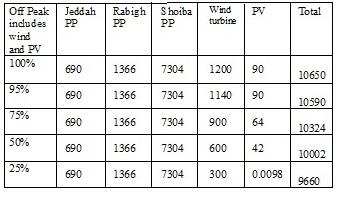 Off Peak includes wind and PV | Jeddah PP | Rabigh PP | Shoiba PP | Wind turbine | PV | Total
100% | 690 | 1366 | 7304 | 1200 | 90 | 10650
95% | 690 | 1366 | 7304 | 1140 | 90 | 10590
75% | 690 | 1366 | 7304 | 900 | 64 | 10324
50% | 690 | 1366 | 7304 | 600 | 42 | 10002
25% | 690 | 1366 | 7304 | 300 | 0.0098 | 9660